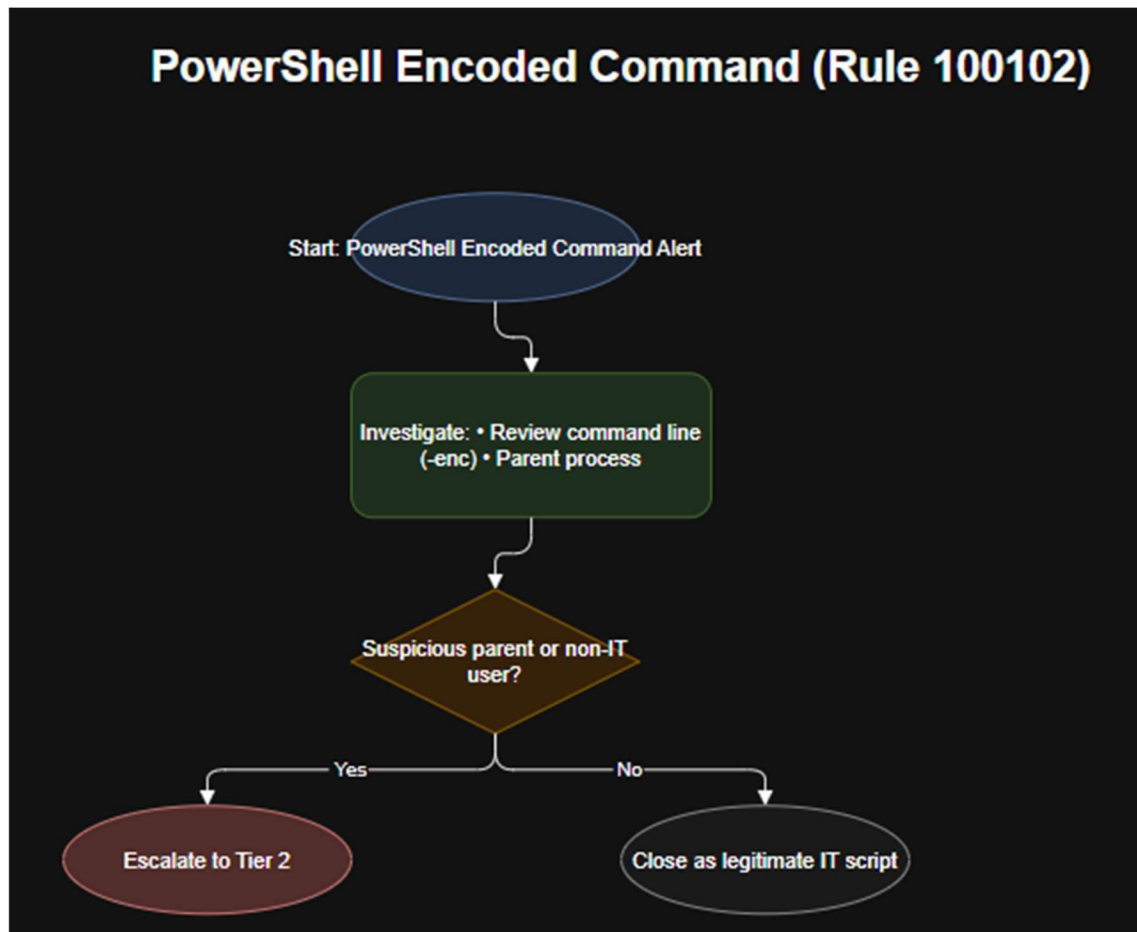 PowerShell Encoded Command (Rule 100102)
Start: PowerShell Encoded Command Alert
Investigate: • Review command line
(-enc) • Parent process
Suspicious parent or non-IT
user?
Yes
No
Escalate to Tier 2
Close as legitimate IT script